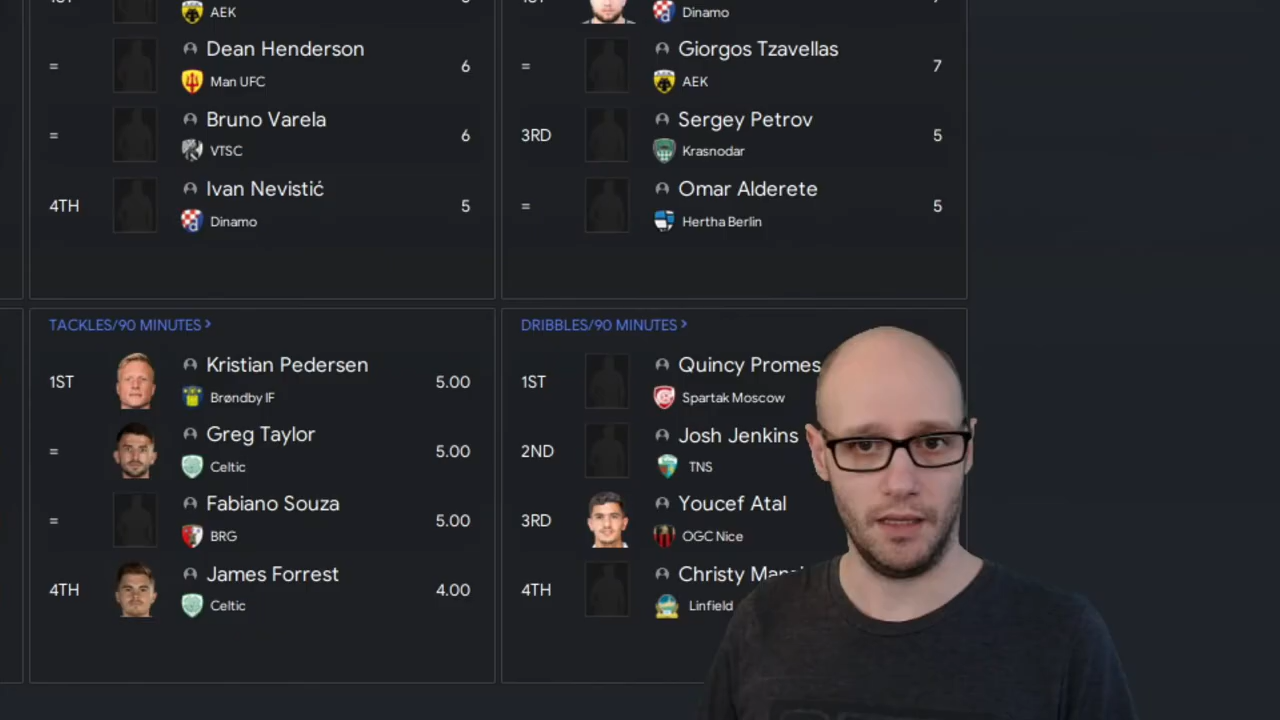 AEK
Dean Henderson
=
6
Man UFC
Bruno Varela
=
6
VTSC
Ivan Nevistić
4TH
5
Dinamo
Dinamo
Giorgos Tzavellas
=
7
AEK
Sergey Petrov
3RD
5
Krasnodar
Omar Alderete
=
5
Hertha Berlin
TACKLES/90 MINUTES >
Kristian Pedersen
1ST
5.00
Brøndby IF
Greg Taylor
=
5.00
Celtic
Fabiano Souza
=
5.00
BRG
James Forrest
4TH
4.00
Celtic
DRIBBLES/90 MINUTES >
Quincy Promes
1ST
Spartak Moscow
Josh Jenkins
2ND
TNS
Youcef Atal
3RD
OGC Nice
Christy
4TH
Linfield